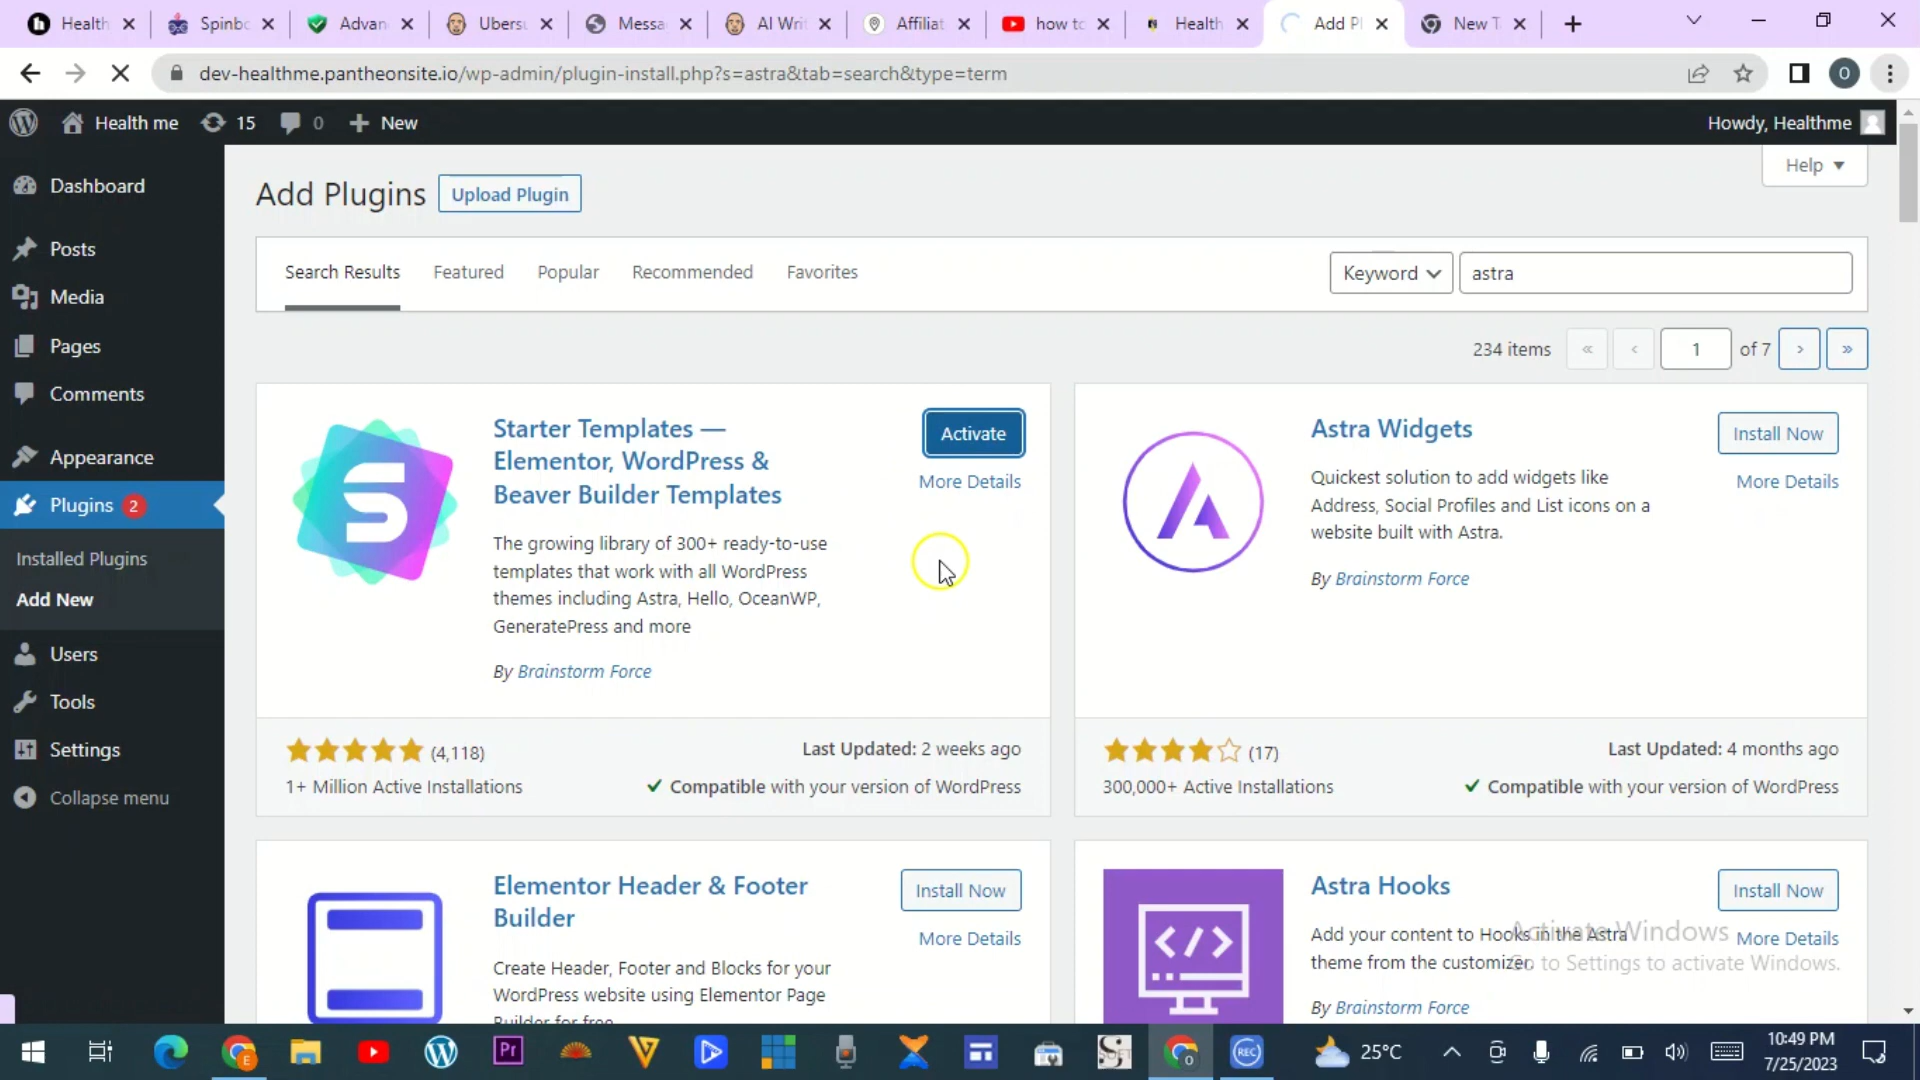 Health
Spinbo
Advan
Ubersu
Messa
AI Writ
Affiliat
how to
Health
Add Pl
New T
dev-healthme.pantheonsite.io/wp-admin/plugin-install.php?s=astra&tab=search&type=term
O
Health me
15
0
New
Howdy, Healthme
Dashboard
Posts
Media
Pages
Comments
Appearance
Plugins 2
Installed Plugins
Add New
Users
Tools
Settings
Collapse menu
Help
Add Plugins
Upload Plugin
Search Results
Featured
Popular
Recommended
Favorites
Keyword
astra
234 items
«
‹
1
of 7
›
»
Starter Templates —
Elementor, WordPress &
Beaver Builder Templates
Activate
More Details
The growing library of 300+ ready-to-use
templates that work with all WordPress
themes including Astra, Hello, OceanWP,
GeneratePress and more
By Brainstorm Force
(4,118)
1+ Million Active Installations
Last Updated: 2 weeks ago
Compatible with your version of WordPress
Astra Widgets
Install Now
More Details
Quickest solution to add widgets like
Address, Social Profiles and List icons on a
website built with Astra.
By Brainstorm Force
(17)
300,000+ Active Installations
Last Updated: 4 months ago
Compatible with your version of WordPress
Elementor Header & Footer
Builder
Install Now
More Details
Create Header, Footer and Blocks for your
WordPress website using Elementor Page
Builder for free
Astra Hooks
Install Now
More Details
Add your content to Hooks in the Astra
theme from the customizer.
By Brainstorm Force
Activate Windows
Go to Settings to activate Windows.
E
Pr
O
REC
25°C
10:49 PM
7/25/2023